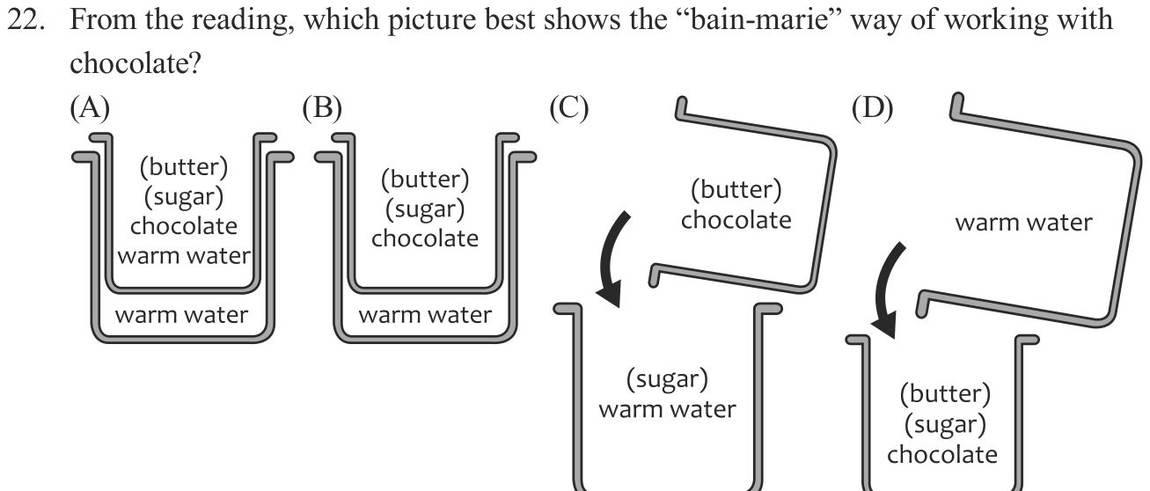 22. From the reading, which picture best shows the “bain-marie” way of working with
chocolate?
(A)
(butter)
(sugar)
chocolate
warm water
warm water
(B)
(butter)
(sugar)
chocolate
warm water
(C)
(butter)
chocolate
(sugar)
warm water
(D)
warm water
(butter)
(sugar)
chocolate